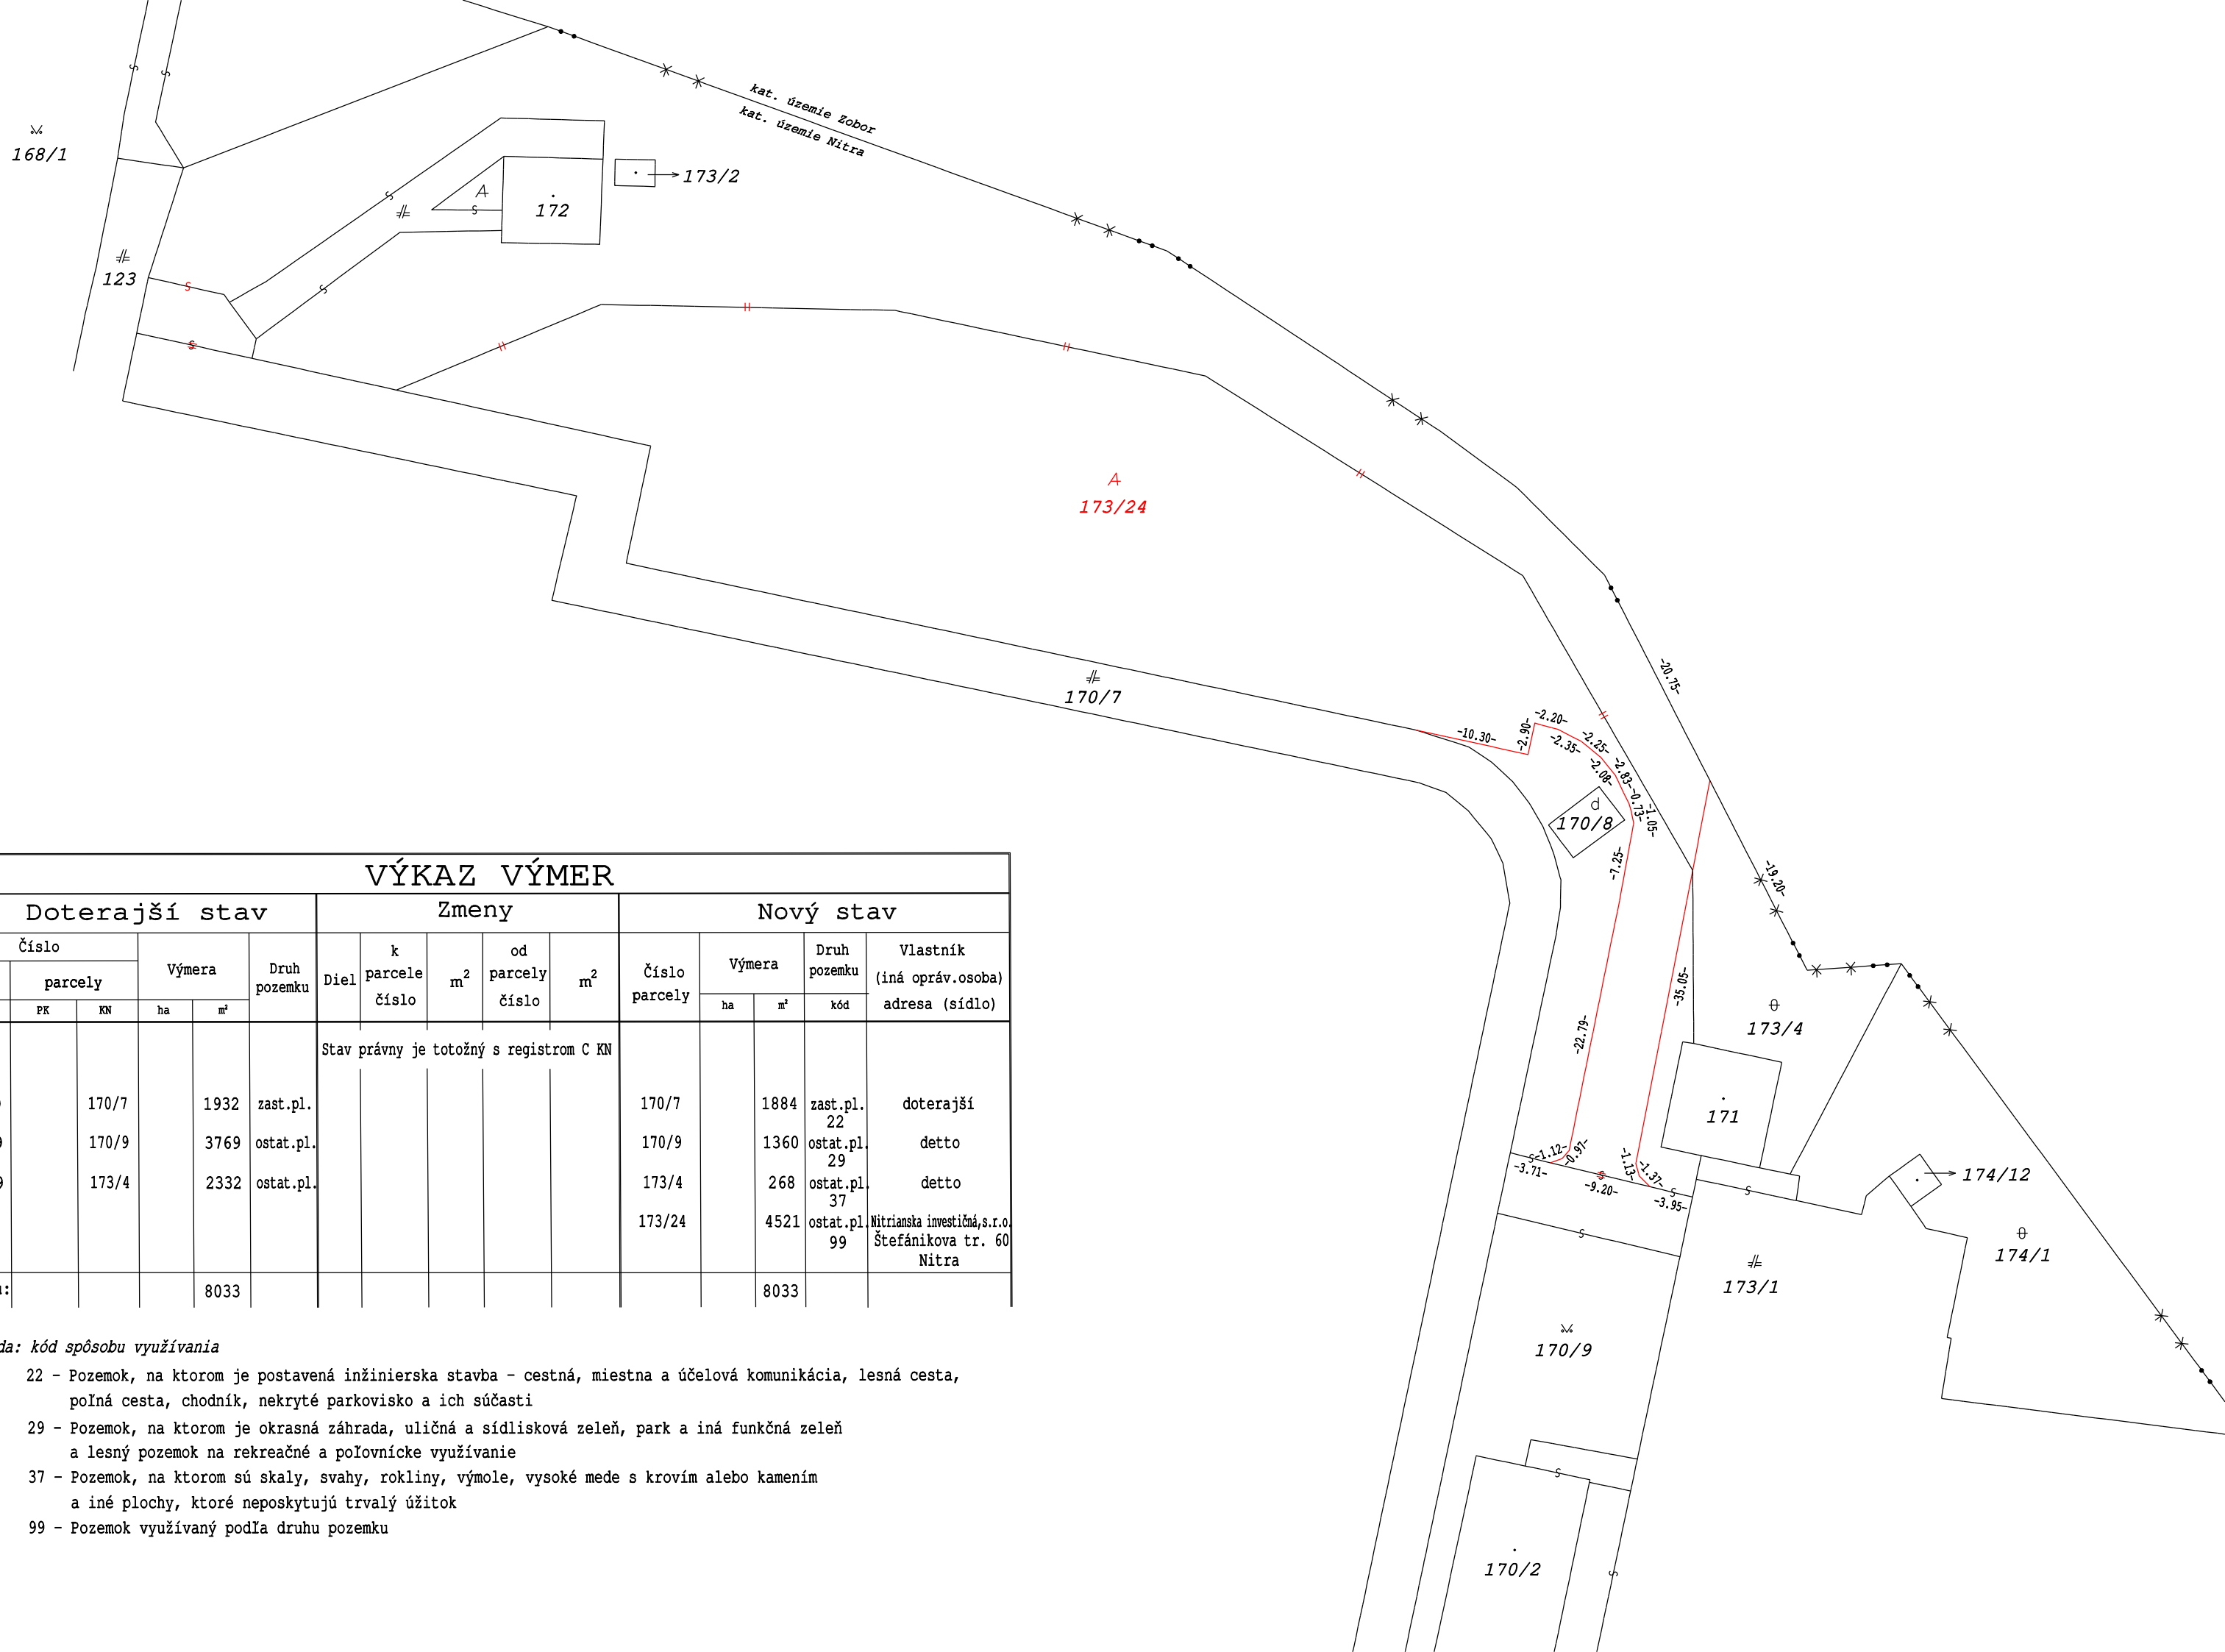 kat. územie Zobor
kat. územie Nitra
168/1
173/2
A
172
123
A
173/24
170/7
-20.75-
-10.30-
-2.90-
-2.20-
-2.35-
-2.25-
-2.08-
-2.83-
-0.73-
-1.05-
d
170/8
-7.25-
-19.20-
-35.05-
-22.79-
173/4
171
-1.12-
-0.97-
-3.71-
-9.20-
-1.13-
-1.37-
-3.95-
174/12
174/1
173/1
170/9
170/2
VÝKAZ VÝMER
Doterajší stav Zmeny Nový stav
Číslo Výmera Druh pozemku Diel k parcele číslo m² od parcely číslo m² Číslo parcely Výmera Druh pozemku Vlastník
parcely (iná opráv.osoba)
PK KN ha m² ha m² kód adresa (sídlo)
Stav právny je totožný s registrom C KN
170/7 1932 zast.pl. 170/7 1884 zast.pl. doterajší
22
9 170/9 3769 ostat.pl. 170/9 1360 ostat.pl. detto
29
9 173/4 2332 ostat.pl. 173/4 268 ostat.pl. detto
37
173/24 4521 ostat.pl. Nitrianska investičná,s.r.o.
99 Štefánikova tr. 60
Nitra
8033 8033
da: kód spôsobu využívania
22 - Pozemok, na ktorom je postavená inžinierska stavba - cestná, miestna a účelová komunikácia, lesná cesta,
poľná cesta, chodník, nekryté parkovisko a ich súčasti
29 - Pozemok, na ktorom je okrasná záhrada, uličná a sídlisková zeleň, park a iná funkčná zeleň
a lesný pozemok na rekreačné a poľovnícke využívanie
37 - Pozemok, na ktorom sú skaly, svahy, rokliny, výmole, vysoké mede s krovím alebo kamením
a iné plochy, ktoré neposkytujú trvalý úžitok
99 - Pozemok využívaný podľa druhu pozemku